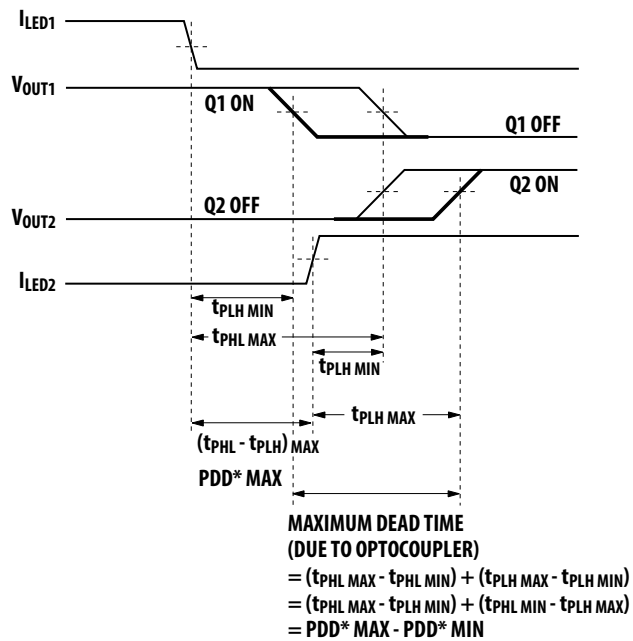 ILED1
VOUT1
Q1 ON
Q1 OFF
Q2 OFF
Q2 ON
VOUT2
ILED2
tPLH MIN
tPHL MAX
tPLH MIN
tPLH MAX
(tPHL - tPLH) MAX
PDD* MAX
MAXIMUM DEAD TIME
(DUE TO OPTOCOUPLER)
= (tPHL MAX - tPHL MIN) + (tPLH MAX - tPLH MIN)
= (tPHL MAX - tPLH MIN) + (tPHL MIN - tPLH MAX)
= PDD* MAX - PDD* MIN